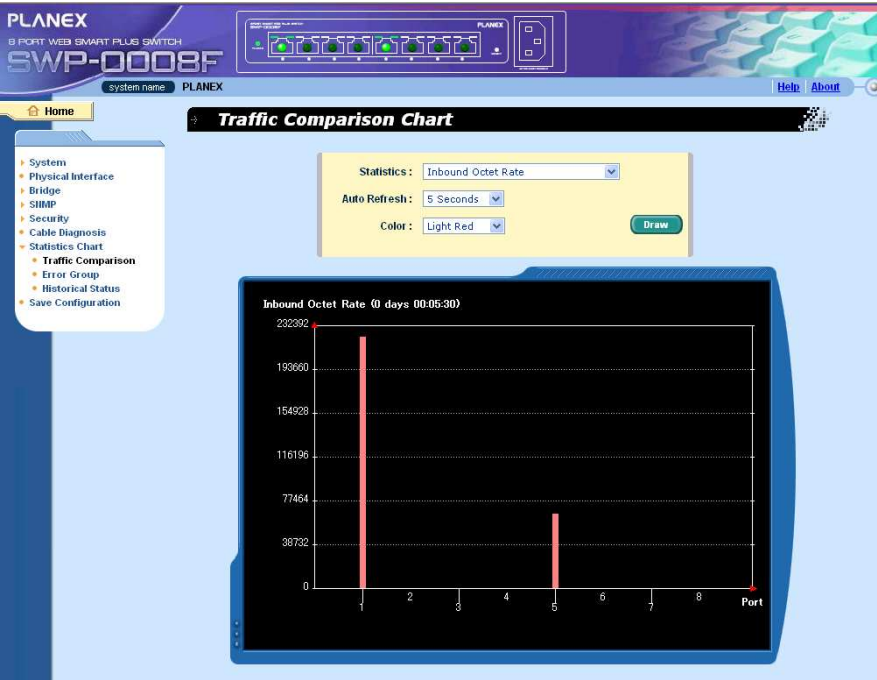 PLANEX
8 PORT WEB SMART PLUS SWITCH
SWP-0008F
PLANEX
system name PLANEX
Help About
Home
Traffic Comparison Chart
System
Physical Interface
Bridge
SNMP
Security
Cable Diagnosis
Statistics Chart
Traffic Comparison
Error Group
Historical Status
Save Configuration
Statistics : Inbound Octet Rate
Auto Refresh : 5 Seconds
Color : Light Red
Draw
Inbound Octet Rate (0 days 00:05:30)
232392
193660
154928
116196
77464
38732
0
1 2 3 4 5 6 7 8 Port